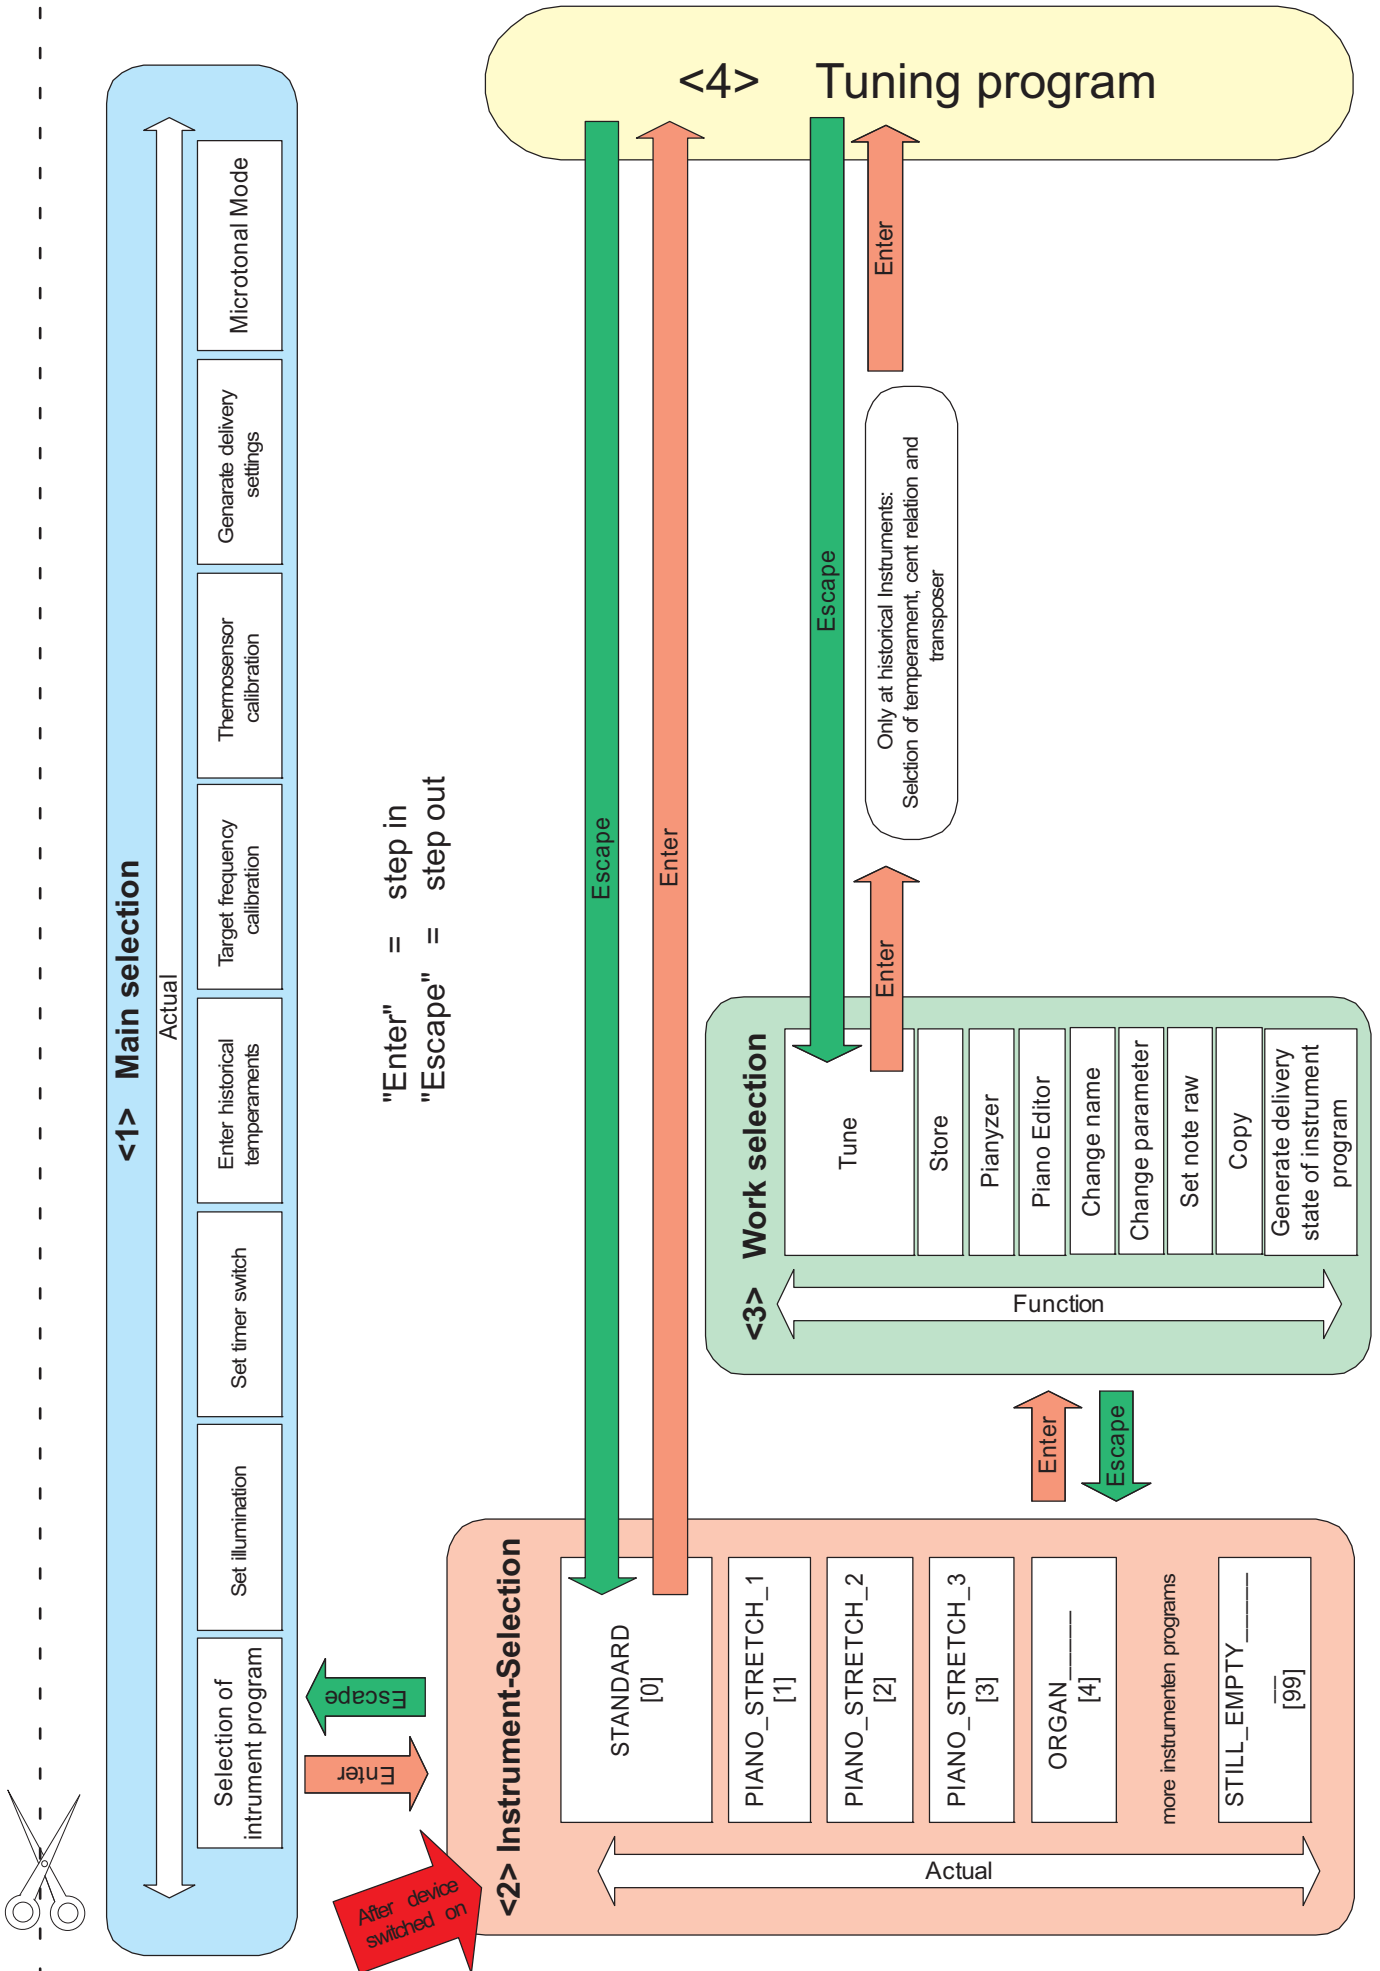 <1> Main selection
Actual
Selection of
intrument program
Set illumination
Set timer switch
Enter historical
temperaments
Target frequency
calibration
Thermosensor
calibration
Genarate delivery
settings
Microtonal Mode
Enter
Escape
"Enter" = step in
"Escape" = step out
After device
switched on
<2> Instrument-Selection
Actual
STANDARD
[0]
PIANO_STRETCH_1
[1]
PIANO_STRETCH_2
[2]
PIANO_STRETCH_3
[3]
ORGAN_____
[4]
more instrumenten programs
STILL_EMPTY_____
__
[99]
Escape
Enter
Enter
Escape
<3> Work selection
Function
Tune
Store
Pianyzer
Piano Editor
Change name
Change parameter
Set note raw
Copy
Generate delivery
state of instrument
program
Escape
Enter
Only at historical Instruments:
Selction of temperament, cent relation and
transposer
Enter
<4> Tuning program